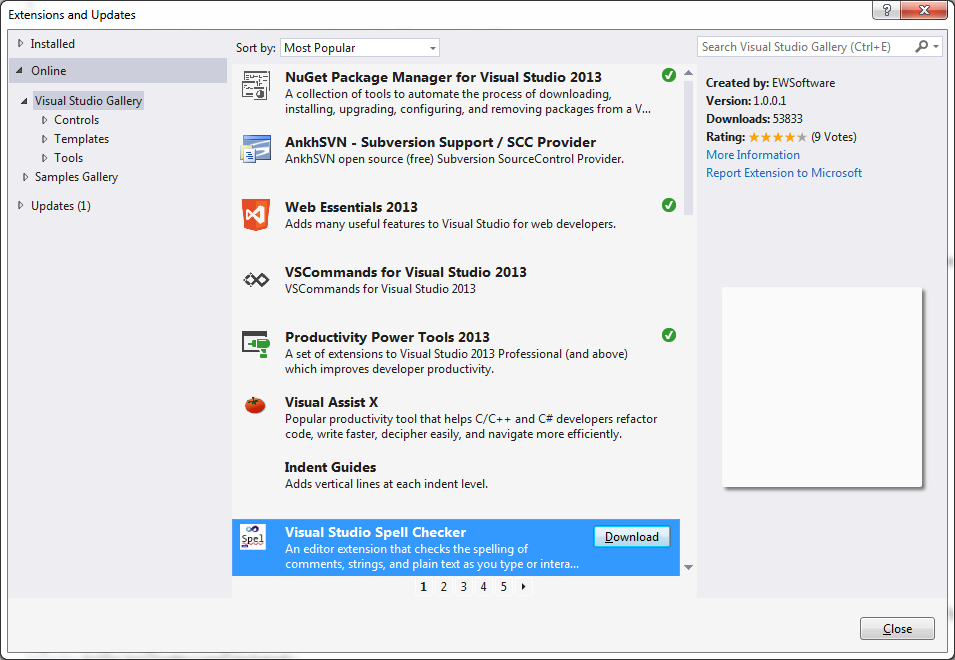 Extensions and Updates
Installed
Online
Visual Studio Gallery
Controls
Templates
Tools
Samples Gallery
Updates (1)
Sort by: Most Popular
NuGet Package Manager for Visual Studio 2013
A collection of tools to automate the process of downloading,
installing, upgrading, configuring, and removing packages from a V...
AnkhSVN - Subversion Support / SCC Provider
AnkhSVN open source (free) Subversion SourceControl Provider.
Web Essentials 2013
Adds many useful features to Visual Studio for web developers.
VSCommands for Visual Studio 2013
VSCommands for Visual Studio 2013
Productivity Power Tools 2013
A set of extensions to Visual Studio 2013 Professional (and above)
which improves developer productivity.
Visual Assist X
Popular productivity tool that helps C/C++ and C# developers refactor
code, write faster, decipher easily, and navigate more efficiently.
Indent Guides
Adds vertical lines at each indent level.
Spel
Visual Studio Spell Checker
An editor extension that checks the spelling of
comments, strings, and plain text as you type or intera...
Download
1 2 3 4 5
Search Visual Studio Gallery (Ctrl+E)
Created by: EWSoftware
Version: 1.0.0.1
Downloads: 53833
Rating: (9 Votes)
More Information
Report Extension to Microsoft
Close